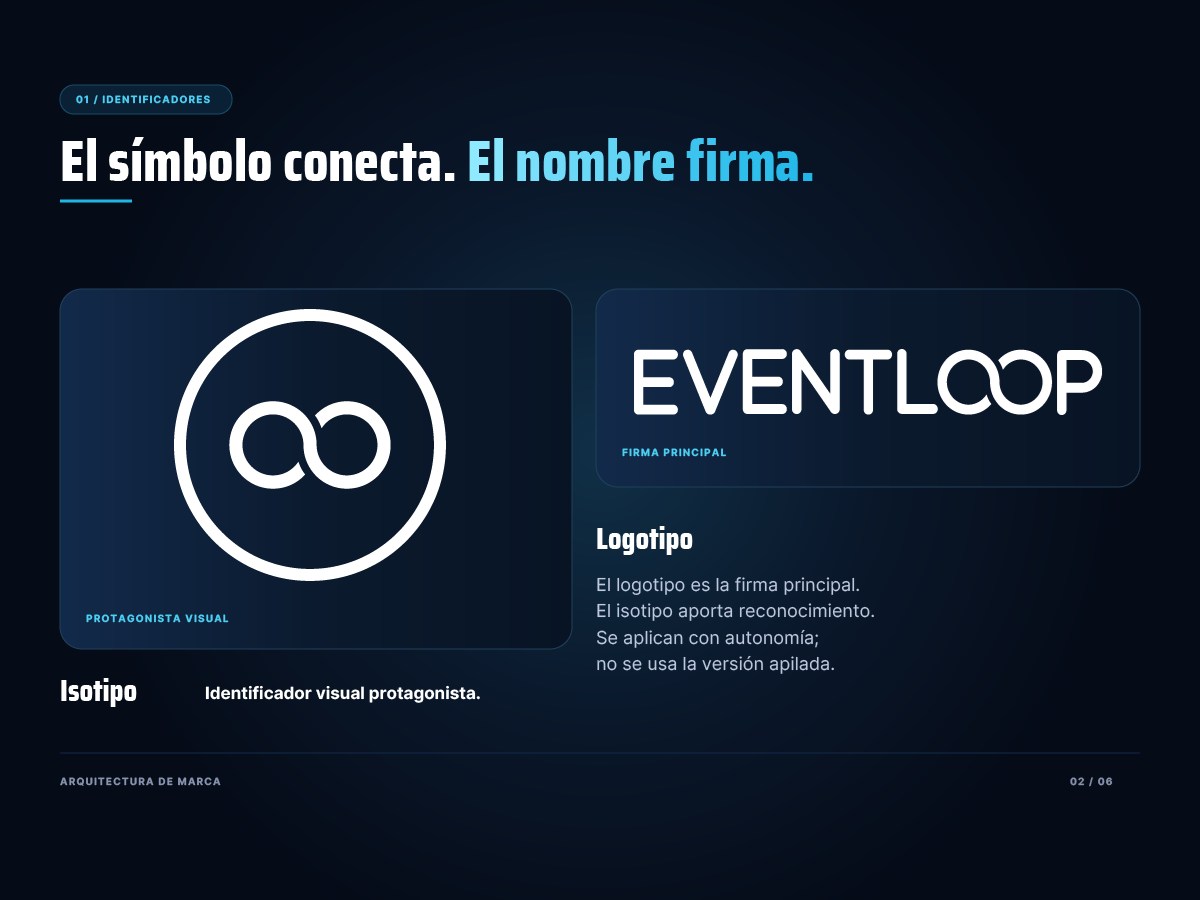 01 / IDENTIFICADORES
El símbolo conecta. El nombre firma.
PROTAGONISTA VISUAL
Isotipo
Identificador visual protagonista.
EVENTLOOP
FIRMA PRINCIPAL
Logotipo
El logotipo es la firma principal.
El isotipo aporta reconocimiento.
Se aplican con autonomía;
no se usa la versión apilada.
ARQUITECTURA DE MARCA
02 / 06